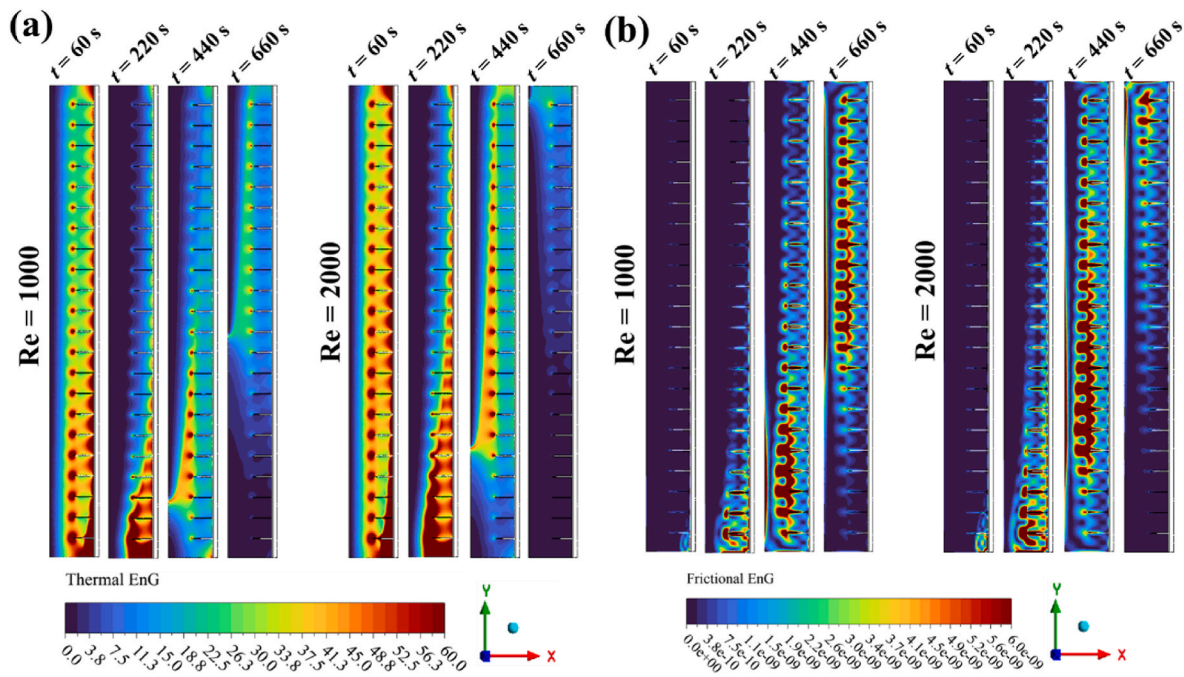 (a)
t = 60 s
t = 220 s
t = 440 s
t = 660 s
t = 60 s
t = 220 s
t = 440 s
t = 660 s
Re = 1000
Re = 2000
Thermal EnG
0.0
3.8
7.5
11.3
15.0
18.8
22.5
26.3
30.0
33.8
37.5
41.3
45.0
48.8
52.5
56.3
60.0
Y
X
(b)
t = 60 s
t = 220 s
t = 440 s
t = 660 s
t = 60 s
t = 220 s
t = 440 s
t = 660 s
Re = 1000
Re = 2000
Frictional EnG
0.0e+00
3.8e-10
7.5e-10
1.1e-09
1.5e-09
1.9e-09
2.2e-09
2.6e-09
3.0e-09
3.4e-09
3.7e-09
4.1e-09
4.5e-09
4.9e-09
5.2e-09
5.6e-09
6.0e-09
Y
X